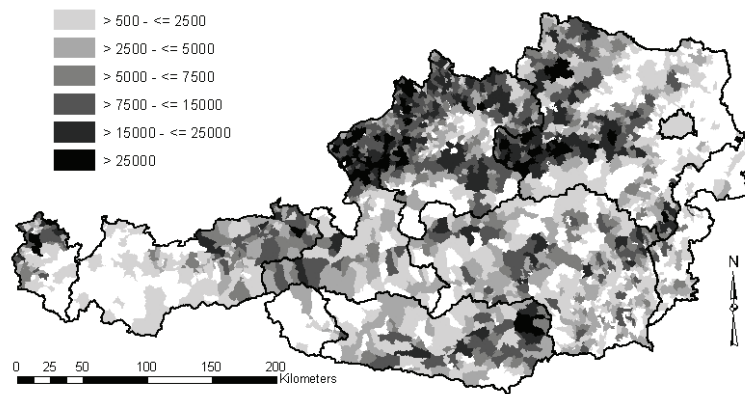 > 500 - <= 2500
> 2500 - <= 5000
> 5000 - <= 7500
> 7500 - <= 15000
> 15000 - <= 25000
> 25000
N
0 25 50 100 150 200
Kilometers